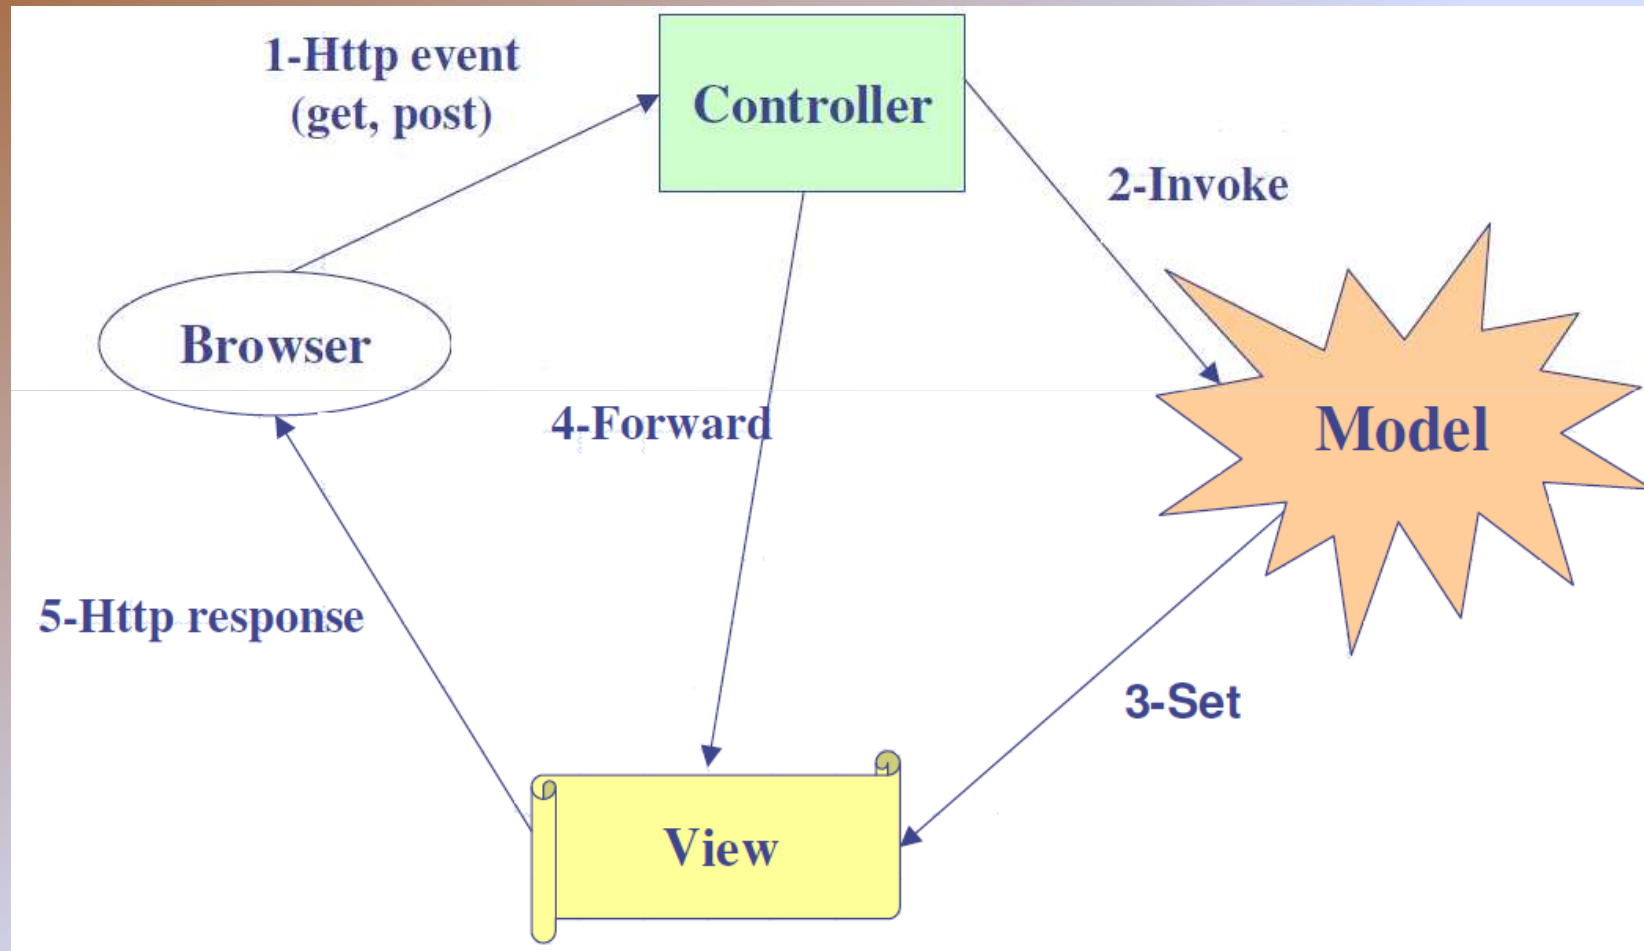 1-Http event
(get, post)
Controller
2-Invoke
Browser
4-Forward
Model
5-Http response
3-Set
View